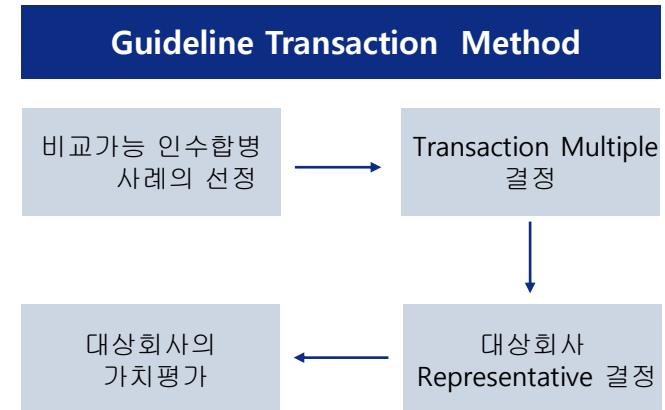 Guideline Transaction Method
비교가능 인수합병
사례의 선정
Transaction Multiple
결정
대상회사
Representative 결정
대상회사의
가치평가